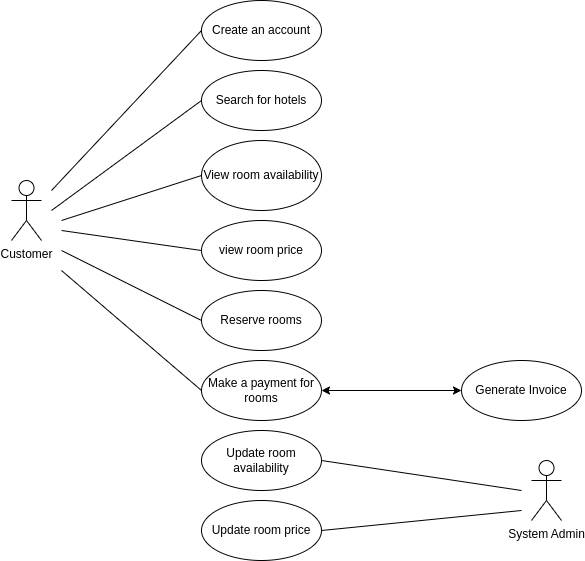 Create an account
Search for hotels
View room availability
Customer
view room price
Reserve rooms
Make a payment for
rooms
Generate Invoice
Update room
availability
Update room price
System Admin